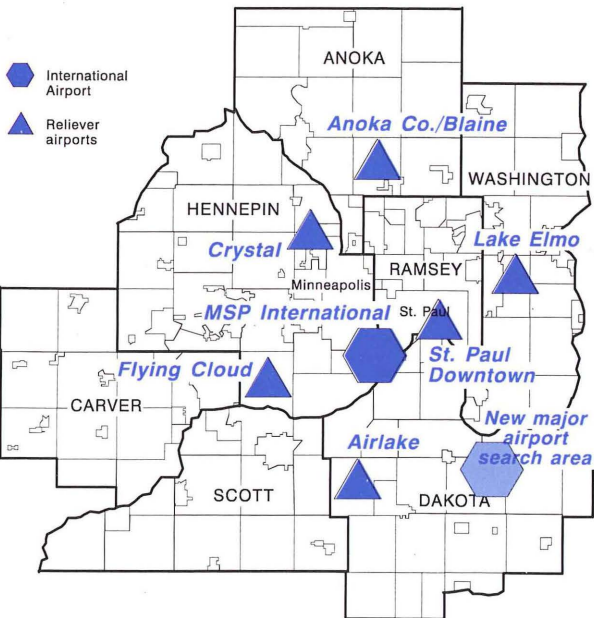 International
Airport
Reliever
airports
ANOKA
Anoka Co./Blaine
WASHINGTON
HENNEPIN
Crystal
Lake Elmo
RAMSEY
Minneapolis
MSP International
St. Paul
St. Paul
Downtown
Flying Cloud
CARVER
New major
airport
search area
Airlake
SCOTT
DAKOTA